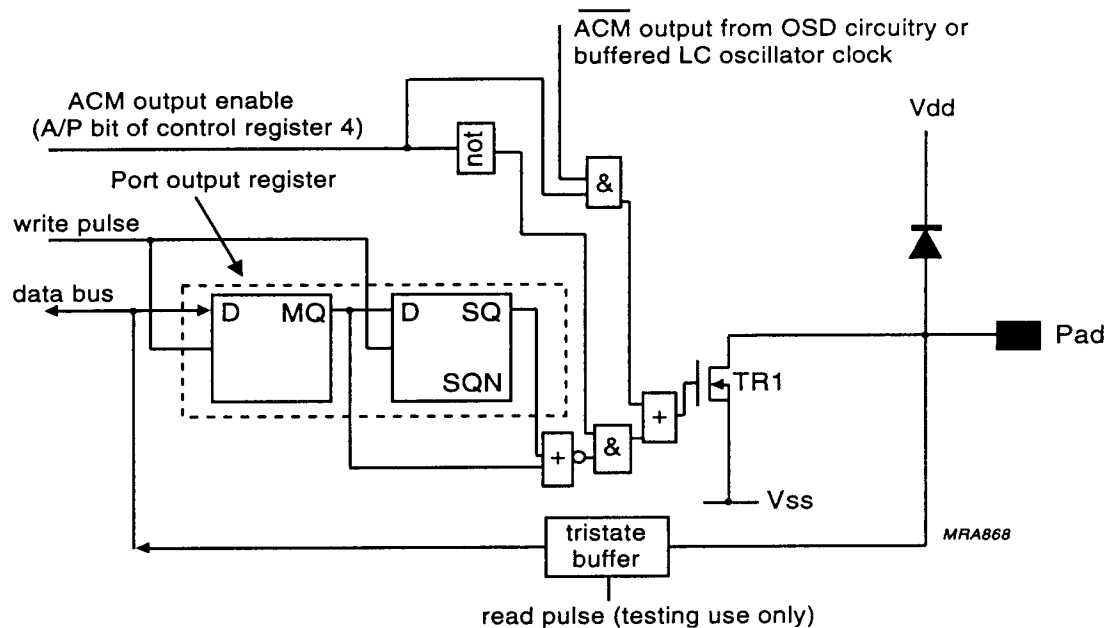 A̅C̅M̅ output from OSD circuitry or
buffered LC oscillator clock
ACM output enable
(A/P bit of control register 4)
not
Vdd
&
Port output register
write pulse
data bus
D MQ
D SQ
SQN
Pad
TR1
+
+
&
Vss
tristate
buffer
MRA868
read pulse (testing use only)